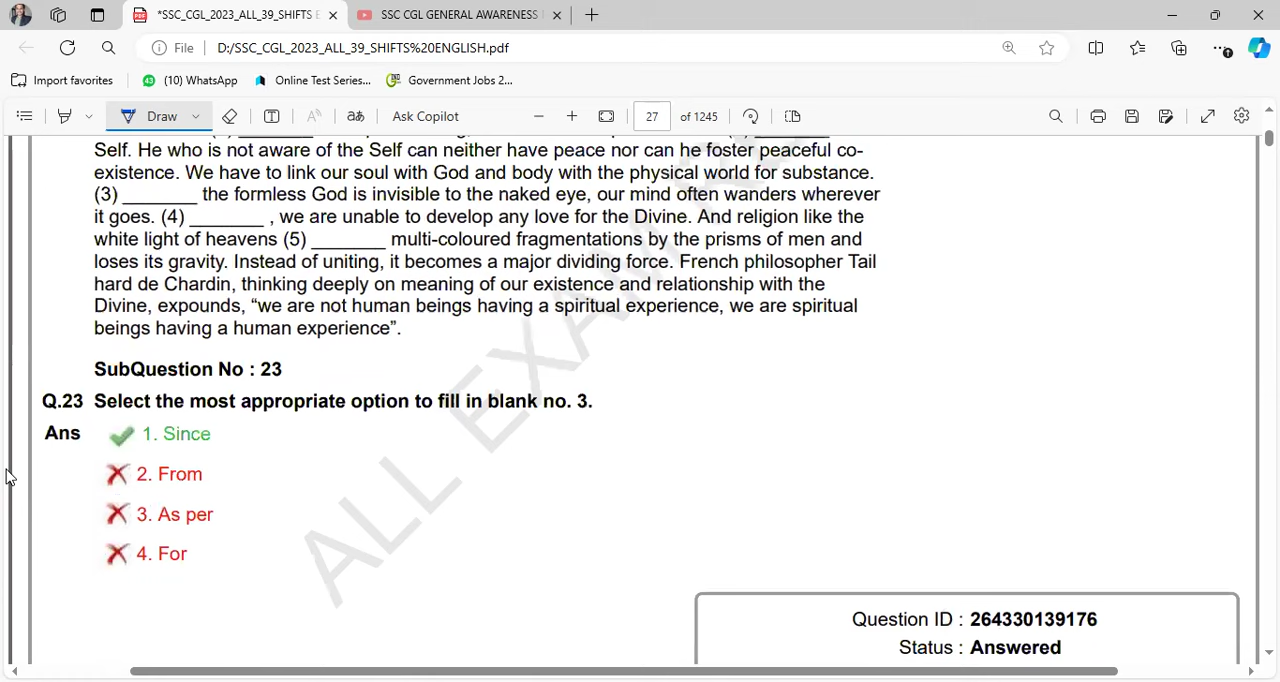 *SSC_CGL_2023_ALL_39_SHIFTS E
SSC CGL GENERAL AWARENESS
File
D:/SSC_CGL_2023_ALL_39_SHIFTS%20ENGLISH.pdf
Import favorites
43 (10) WhatsApp
Online Test Series...
Government Jobs 2...
Draw
Ask Copilot
27 of 1245
Self. He who is not aware of the Self can neither have peace nor can he foster peaceful co-
existence. We have to link our soul with God and body with the physical world for substance.
(3) ________ the formless God is invisible to the naked eye, our mind often wanders wherever
it goes. (4) ________ , we are unable to develop any love for the Divine. And religion like the
white light of heavens (5) ________ multi-coloured fragmentations by the prisms of men and
loses its gravity. Instead of uniting, it becomes a major dividing force. French philosopher Tail
hard de Chardin, thinking deeply on meaning of our existence and relationship with the
Divine, expounds, “we are not human beings having a spiritual experience, we are spiritual
beings having a human experience”.
SubQuestion No : 23
Q.23 Select the most appropriate option to fill in blank no. 3.
Ans 1. Since
2. From
3. As per
4. For
ALL EXAM
Question ID : 264330139176
Status : Answered